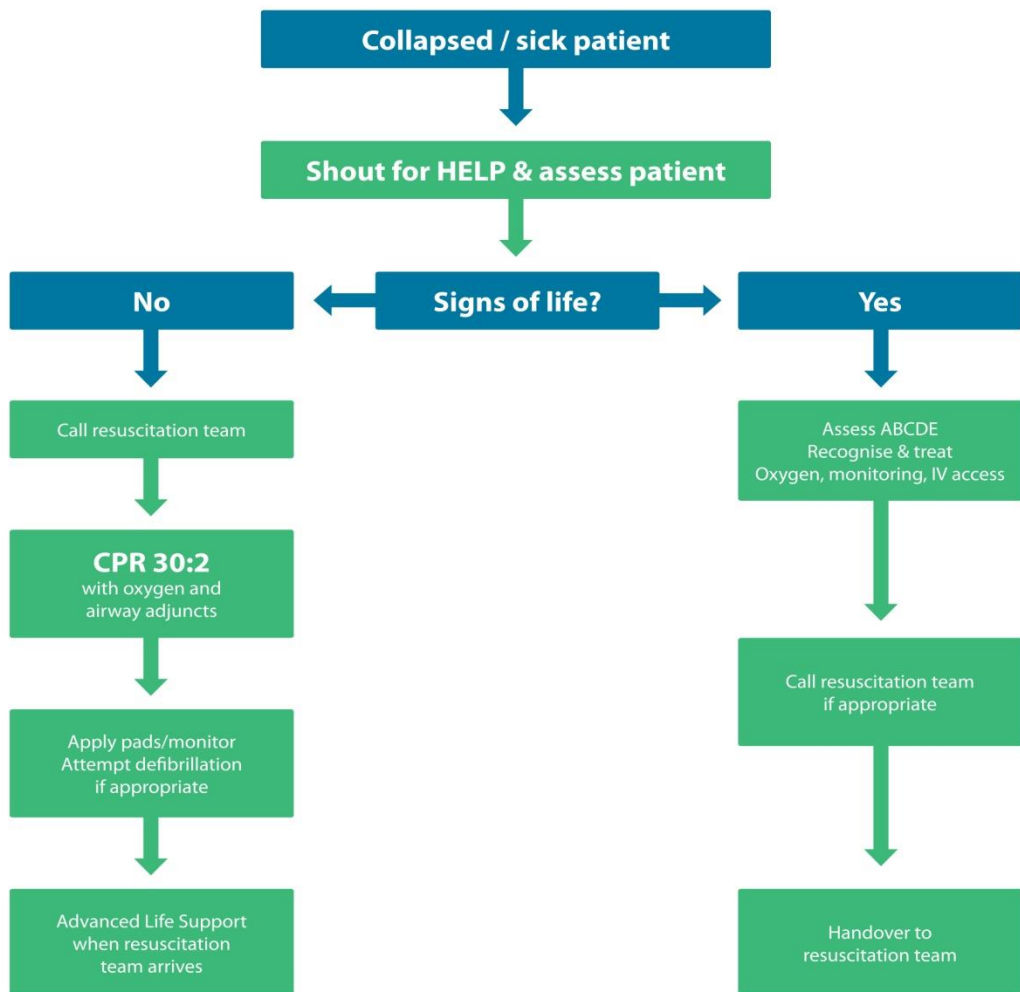 Collapsed / sick patient
Shout for HELP & assess patient
No
Signs of life?
Yes
Call resuscitation team
CPR 30:2
with oxygen and
airway adjuncts
Apply pads/monitor
Attempt defibrillation
if appropriate
Advanced Life Support
when resuscitation
team arrives
Assess ABCDE
Recognise & treat
Oxygen, monitoring, IV access
Call resuscitation team
if appropriate
Handover to
resuscitation team